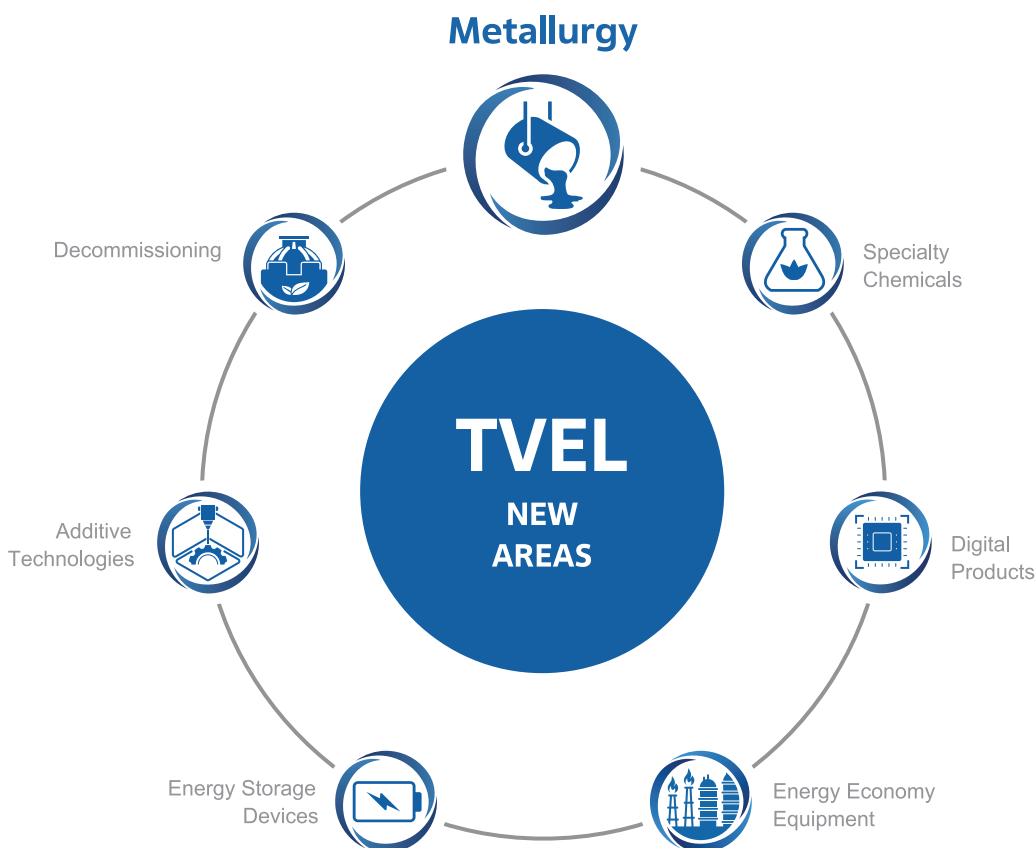 Metallurgy
Decommissioning
Specialty
Chemicals
TVEL
NEW
AREAS
Additive
Technologies
Digital
Products
Energy Storage
Devices
Energy Economy
Equipment